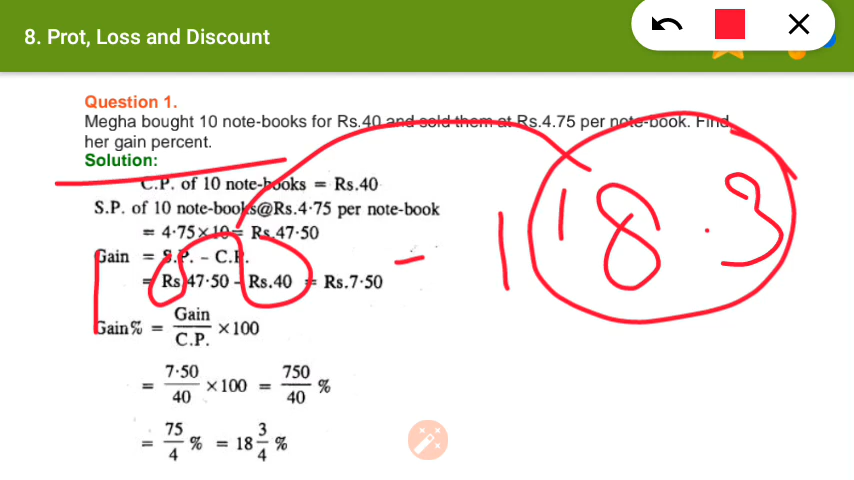 8. Prot, Loss and Discount
Question 1.
Megha bought 10 note-books for Rs.40 and sold them at Rs.4.75 per note-book. Find
her gain percent.
Solution:
C.P. of 10 note-books = Rs.40
S.P. of 10 note-books@Rs.4·75 per note-book
= 4·75×10 = Rs.47·50
Gain = S.P. – C.P.
= Rs.47·50 – Rs.40 = Rs.7·50
Gain% = Gain/C.P. ×100
= 7·50/40 ×100 = 750/40 %
= 75/4 % = 18 3/4 %
100 - 118.3